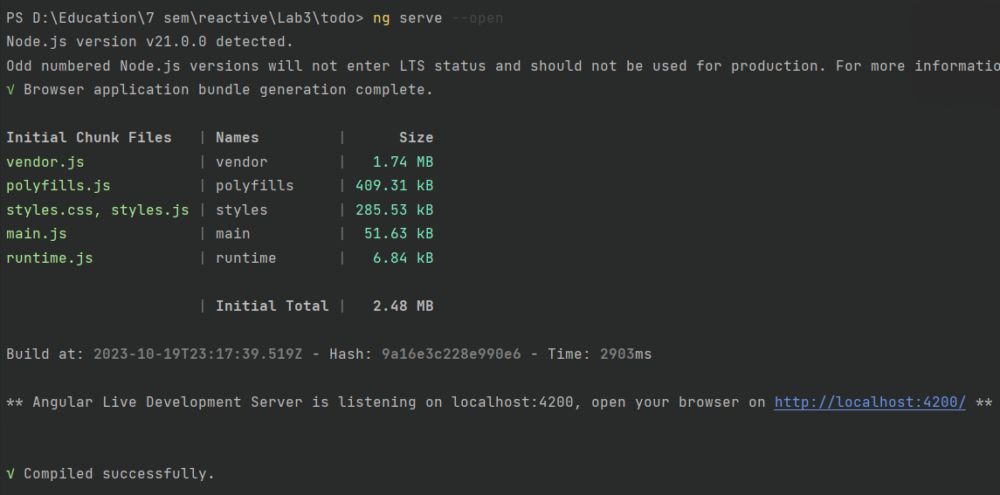 PS D:\Education\7 sem\reactive\Lab3\todo> ng serve --open
Node.js version v21.0.0 detected.
Odd numbered Node.js versions will not enter LTS status and should not be used for production. For more informatio
√ Browser application bundle generation complete.
Initial Chunk Files | Names | Size
vendor.js | vendor | 1.74 MB
polyfills.js | polyfills | 409.31 kB
styles.css, styles.js | styles | 285.53 kB
main.js | main | 51.63 kB
runtime.js | runtime | 6.84 kB
| Initial Total | 2.48 MB
Build at: 2023-10-19T23:17:39.519Z - Hash: 9a16e3c228e990e6 - Time: 2903ms
** Angular Live Development Server is listening on localhost:4200, open your browser on http://localhost:4200/ **
√ Compiled successfully.